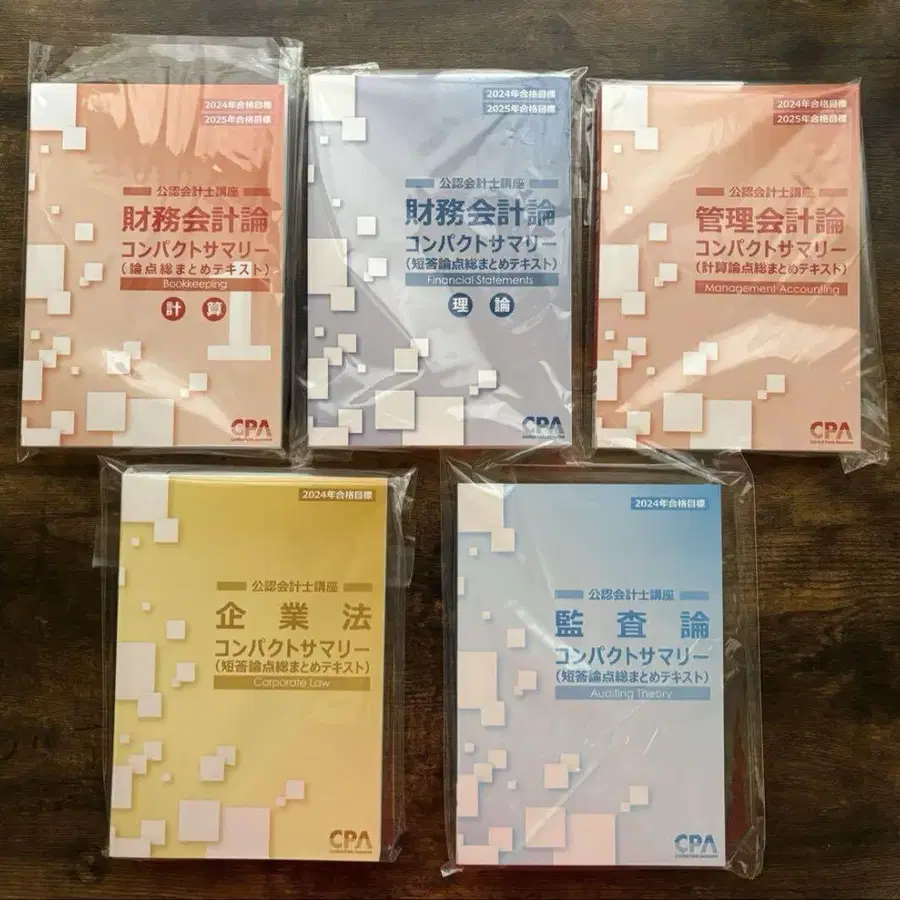 2024年合格目標
2025年合格目標
公認会計士講座
財務会計論
コンパクトサマリー
(論点総まとめテキスト)
Bookkeeping
計算
1
CPA
2024年合格目標
2025年合格目標
公認会計士講座
財務会計論
コンパクトサマリー
(短答論点総まとめテキスト)
Financial Statements
理論
CPA
2024年合格目標
2025年合格目標
公認会計士講座
管理会計論
コンパクトサマリー
(計算論点総まとめテキスト)
Management Accounting
CPA
2024年合格目標
公認会計士講座
企業法
コンパクトサマリー
(短答論点総まとめテキスト)
Corporate Law
CPA
2024年合格目標
公認会計士講座
監査論
コンパクトサマリー
(短答論点総まとめテキスト)
Auditing Theory
CPA